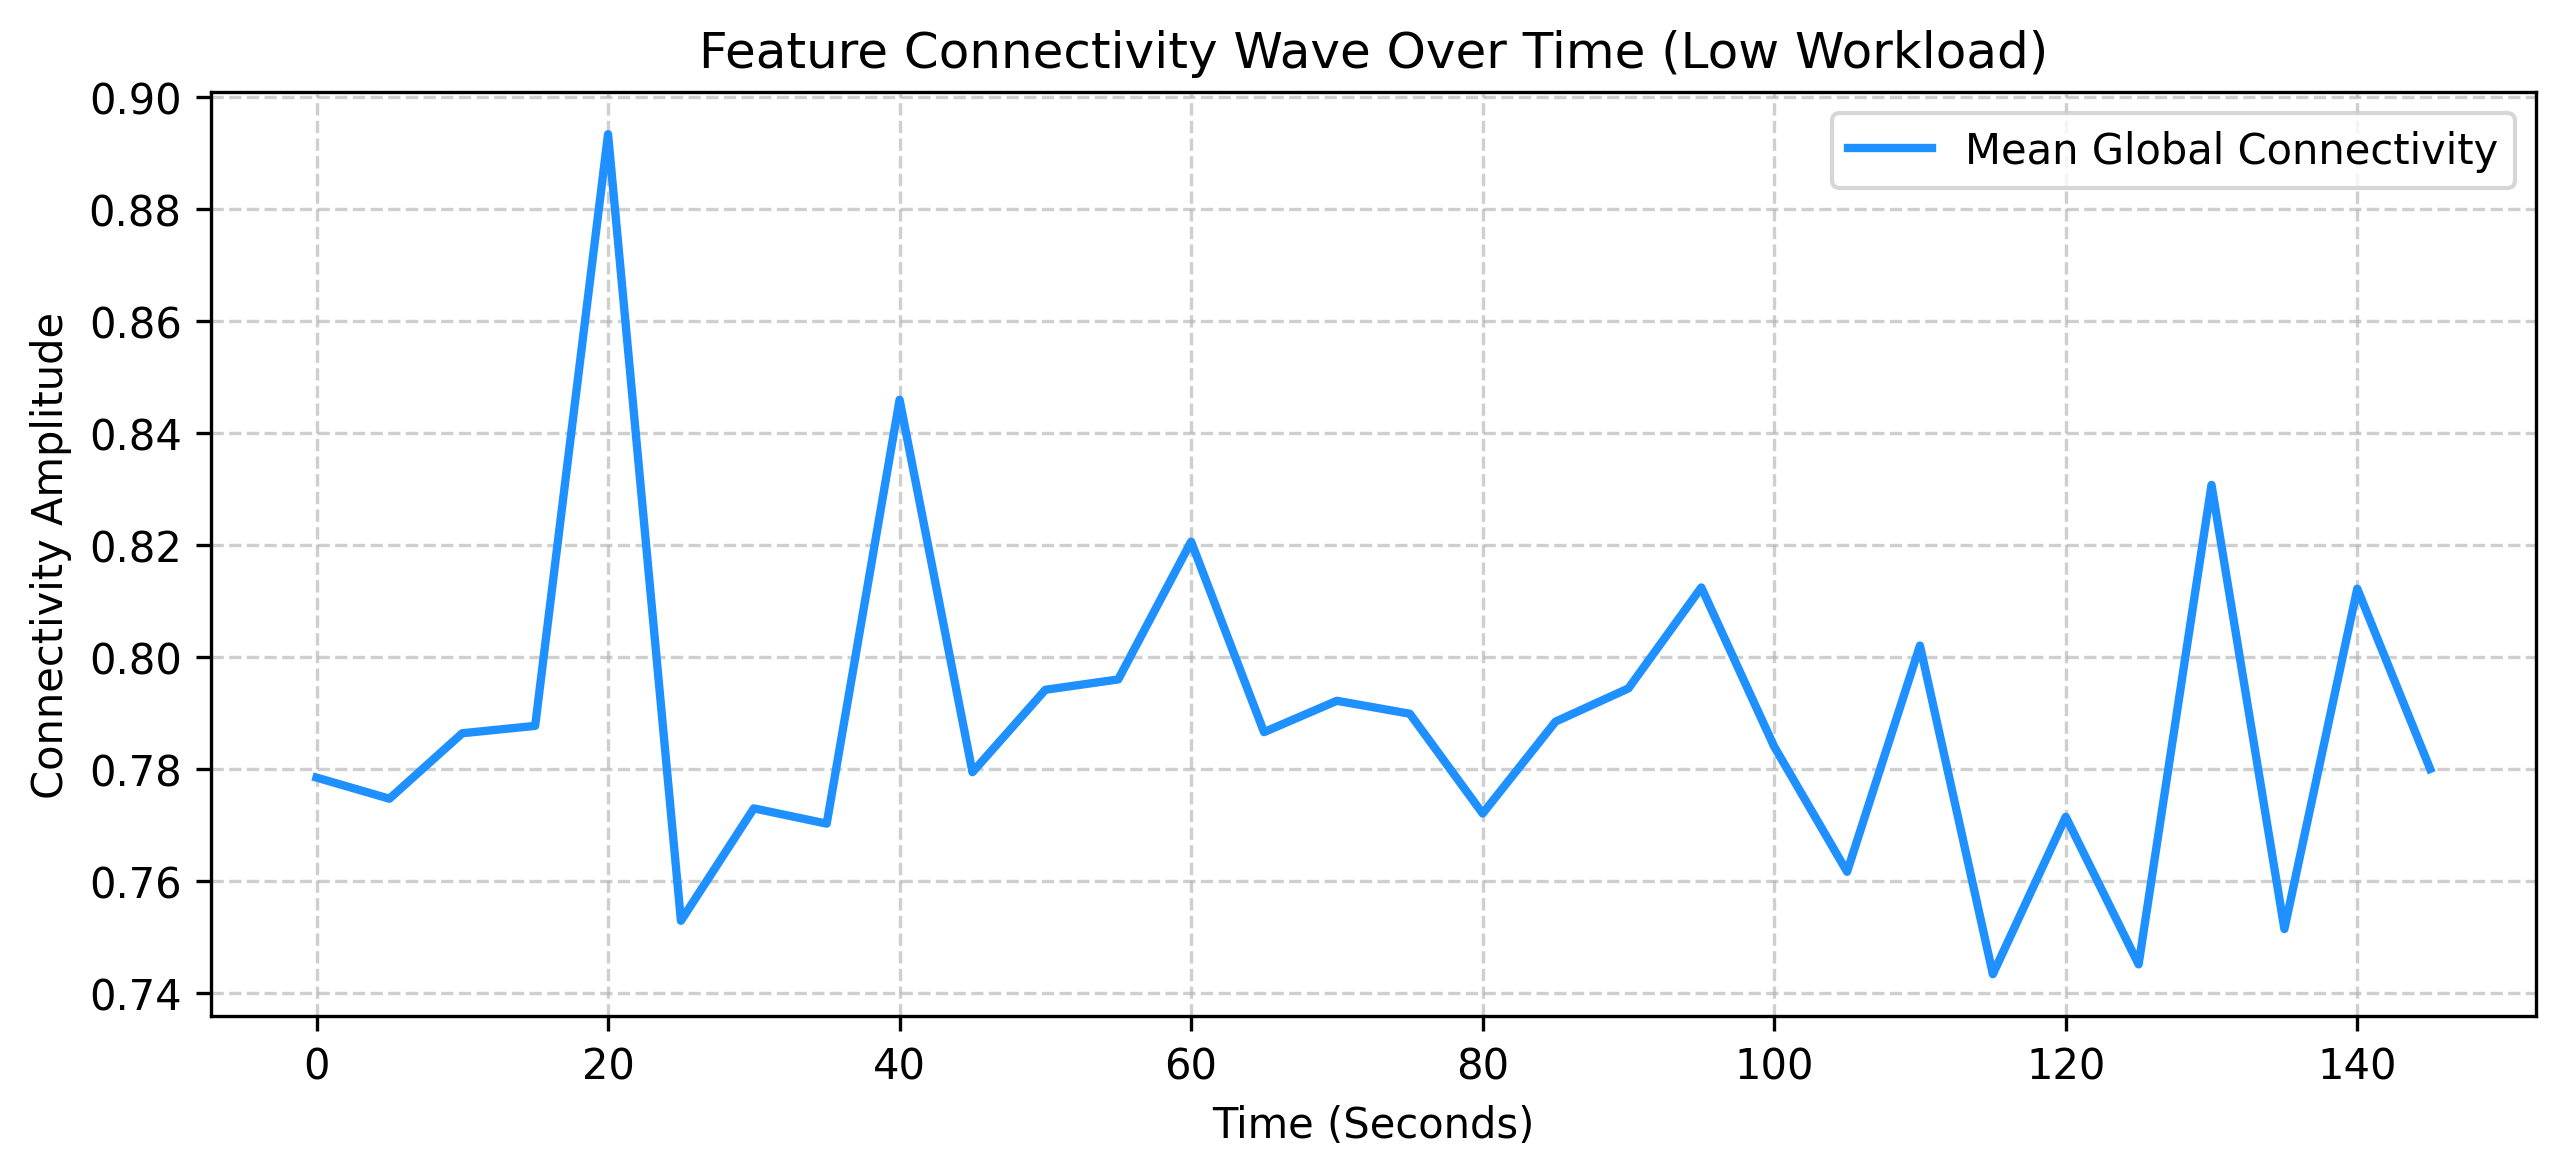 Feature Connectivity Wave Over Time (Low Workload)
Mean Global Connectivity
Connectivity Amplitude
0.90
0.88
0.86
0.84
0.82
0.80
0.78
0.76
0.74
0 20 40 60 80 100 120 140
Time (Seconds)